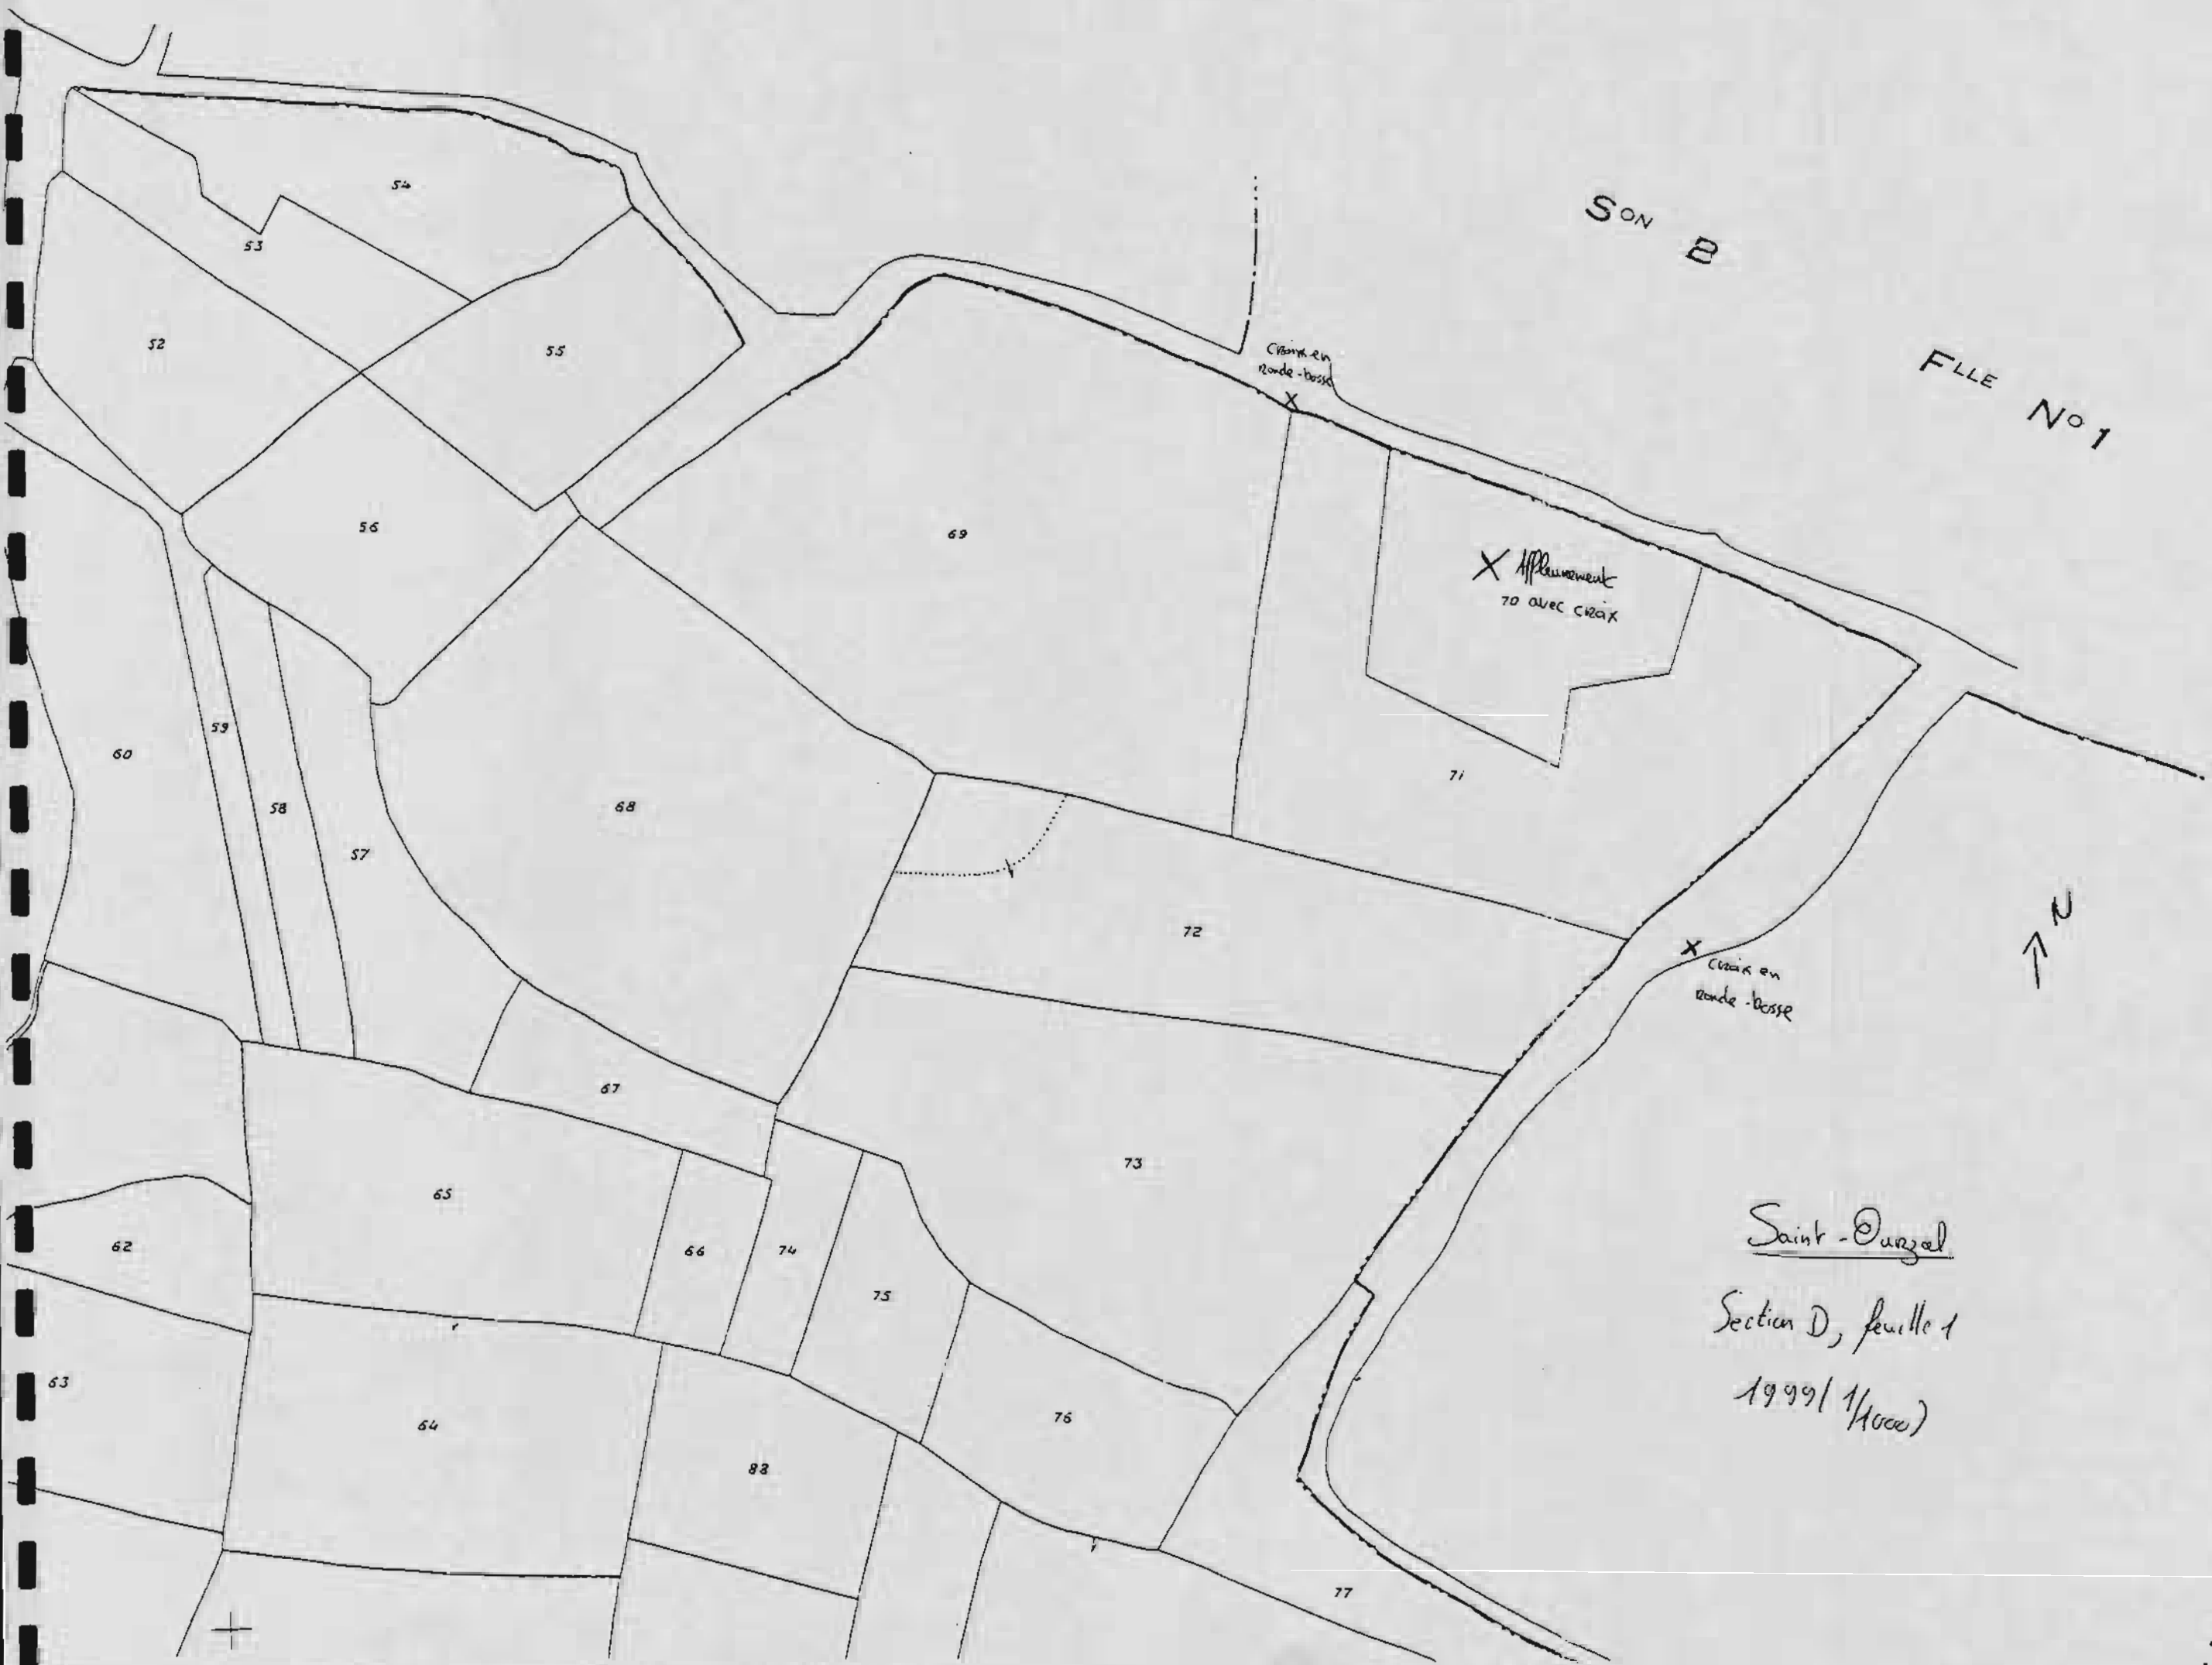 54
SON B
53
52
55
croix en
ronde-bosse
X
FLLE No 1
56
69
X Affleurement
70 avec croix
59
60
71
58
68
57
N
72
X
croix en
ronde-bosse
67
73
65
62
66
74
75
Saint-Ourzal
Section D, feuille 1
1999 (1/1000)
63
64
76
88
77